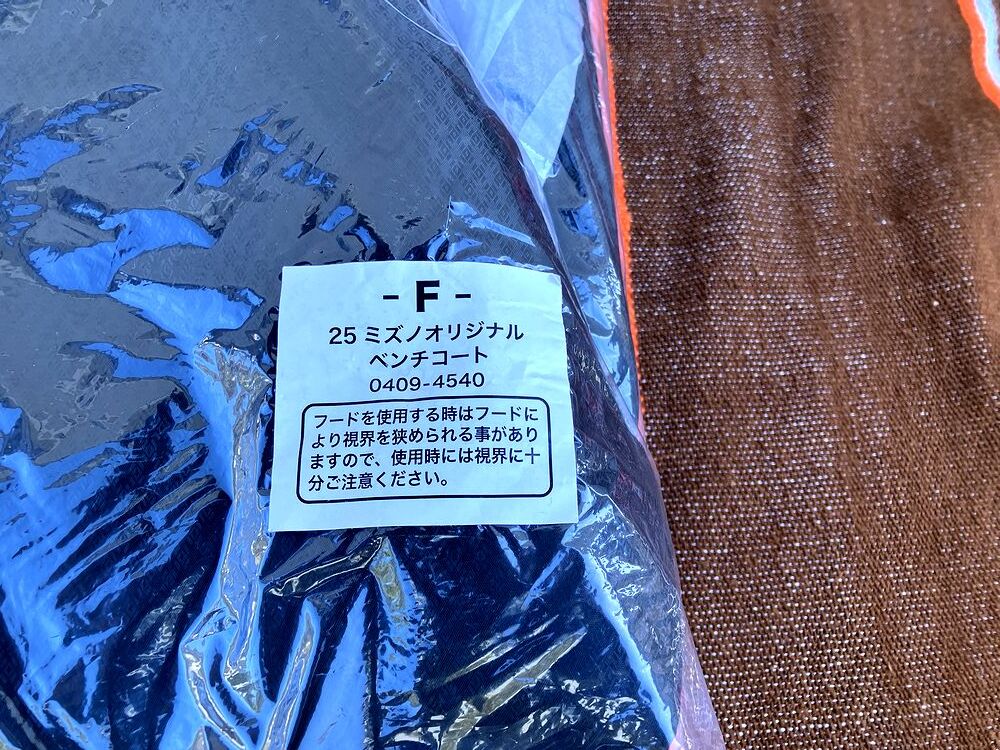 - F -
25 ミズノオリジナル
ベンチコート
0409-4540
フードを使用する時はフードに
より視界を狭められる事があり
ますので、使用時には視界に十
分ご注意ください。